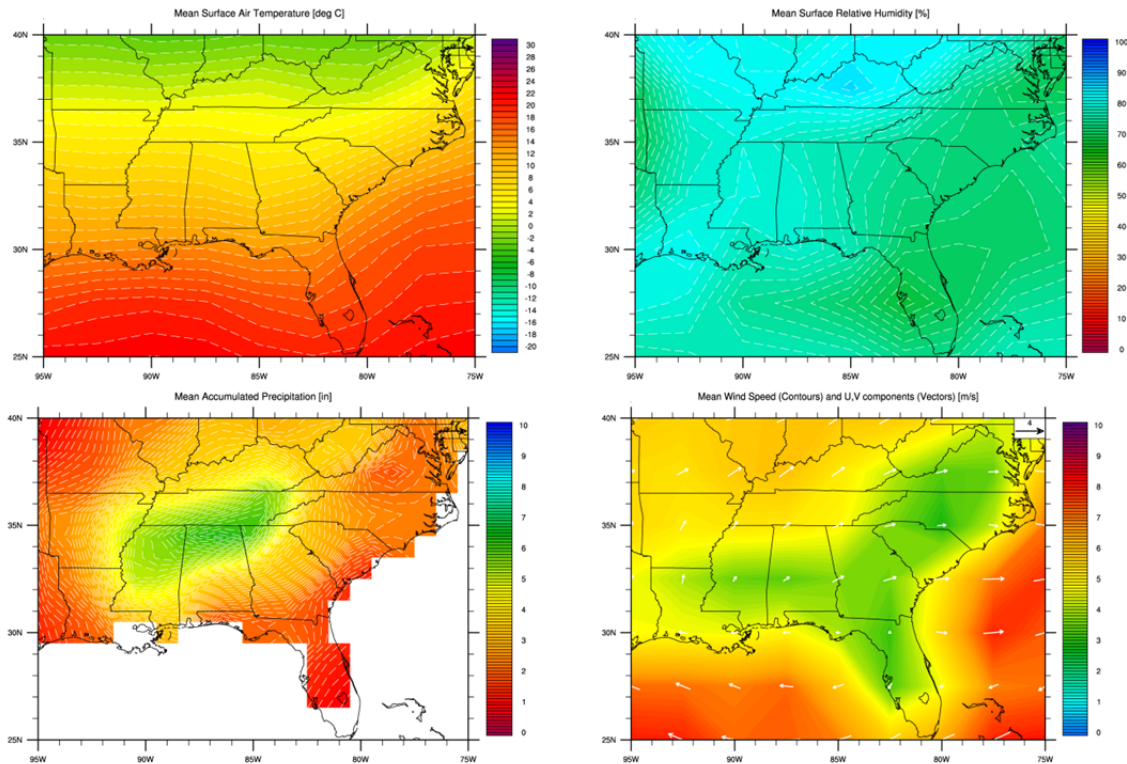 Mean Surface Air Temperature [deg C]
40N
35N
30N
25N
95W
90W
85W
80W
75W
30
28
26
24
22
20
18
16
14
12
10
8
6
4
2
0
-2
-4
-6
-8
-10
-12
-14
-16
-18
-20
Mean Surface Relative Humidity [%]
40N
35N
30N
25N
95W
90W
85W
80W
75W
100
90
80
70
60
50
40
30
20
10
0
Mean Accumulated Precipitation [in]
40N
35N
30N
25N
95W
90W
85W
80W
75W
10
9
8
7
6
5
4
3
2
1
0
Mean Wind Speed (Contours) and U,V components (Vectors) [m/s]
4
40N
35N
30N
25N
95W
90W
85W
80W
75W
10
9
8
7
6
5
4
3
2
1
0